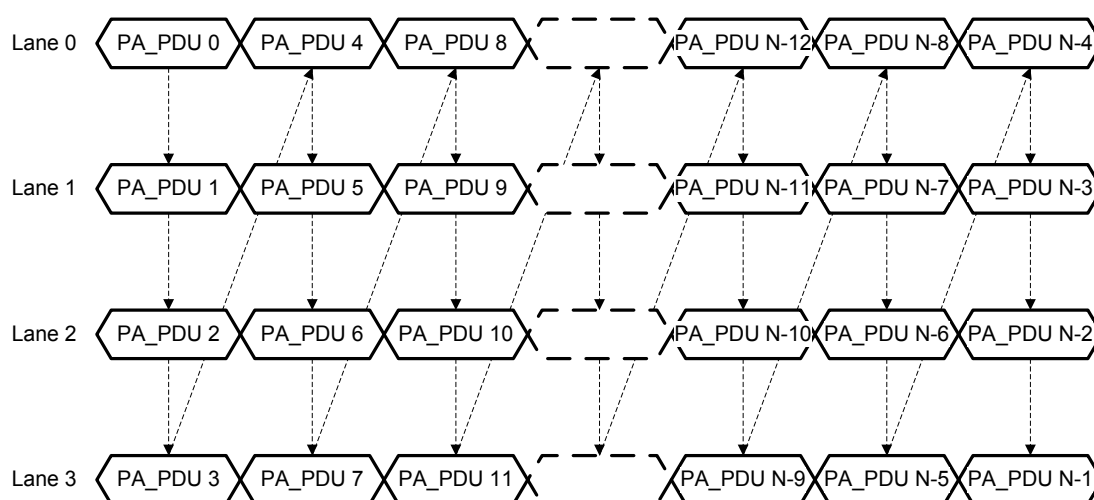 Lane 0 PA_PDU 0 PA_PDU 4 PA_PDU 8 PA_PDU N-12 PA_PDU N-8 PA_PDU N-4
Lane 1 PA_PDU 1 PA_PDU 5 PA_PDU 9 PA_PDU N-11 PA_PDU N-7 PA_PDU N-3
Lane 2 PA_PDU 2 PA_PDU 6 PA_PDU 10 PA_PDU N-10 PA_PDU N-6 PA_PDU N-2
Lane 3 PA_PDU 3 PA_PDU 7 PA_PDU 11 PA_PDU N-9 PA_PDU N-5 PA_PDU N-1